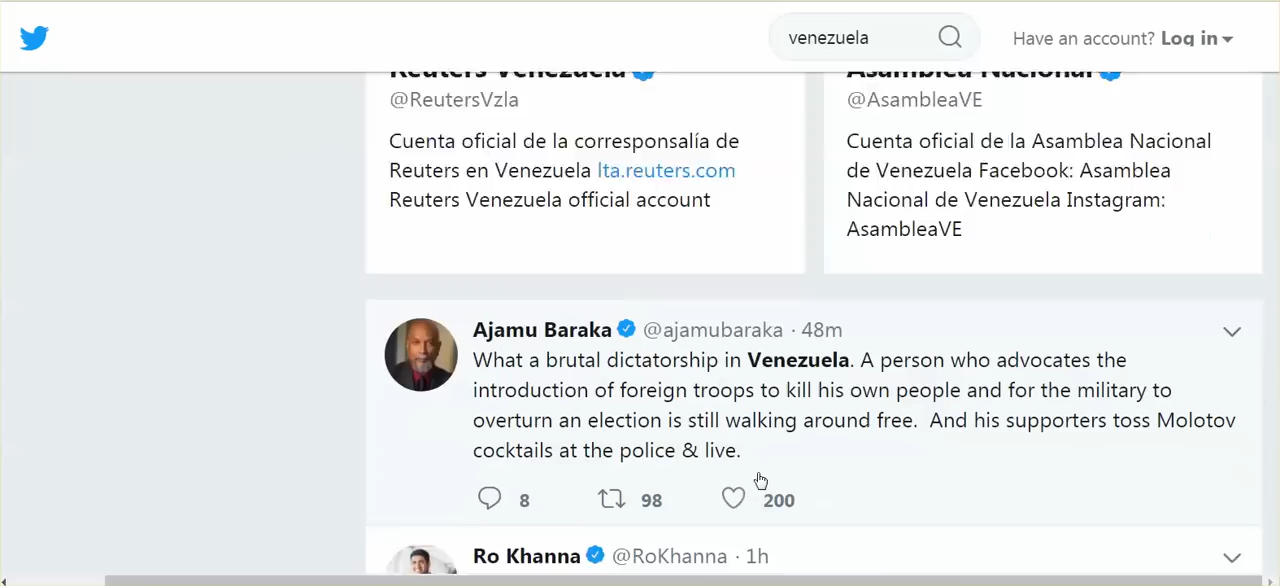 venezuela
Have an account? Log in
Reuters Venezuela
@ReutersVzla
Cuenta oficial de la corresponsalía de
Reuters en Venezuela lta.reuters.com
Reuters Venezuela official account
Asamblea Nacional
@AsambleaVE
Cuenta oficial de la Asamblea Nacional
de Venezuela Facebook: Asamblea
Nacional de Venezuela Instagram:
AsambleaVE
Ajamu Baraka @ajamubaraka · 48m
What a brutal dictatorship in Venezuela. A person who advocates the
introduction of foreign troops to kill his own people and for the military to
overturn an election is still walking around free. And his supporters toss Molotov
cocktails at the police & live.
8 98 200
Ro Khanna @RoKhanna · 1h